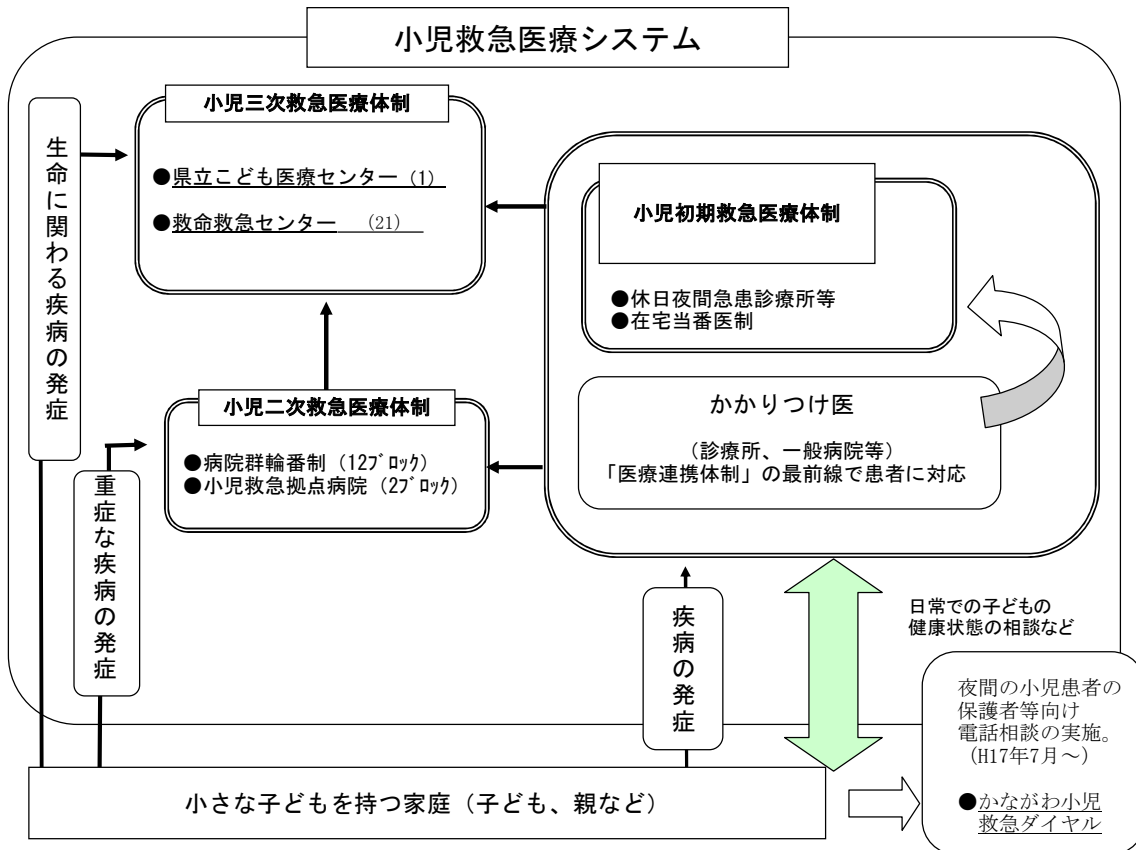 小児救急医療システム
小児三次救急医療体制
●県立こども医療センター (1)
●救命救急センター (21)
生命に関わる疾病の発症
小児初期救急医療体制
●休日夜間急患診療所等
●在宅当番医制
かかりつけ医
(診療所、一般病院等)
「医療連携体制」の最前線で患者に対応
小児二次救急医療体制
●病院群輪番制 (12ﾌﾞﾛｯｸ)
●小児救急拠点病院 (2ﾌﾞﾛｯｸ)
重症な疾病の発症
疾病の発症
日常での子どもの
健康状態の相談など
夜間の小児患者の
保護者等向け
電話相談の実施。
(H17年7月～)
●かながわ小児
救急ダイヤル
小さな子どもを持つ家庭（子ども、親など）